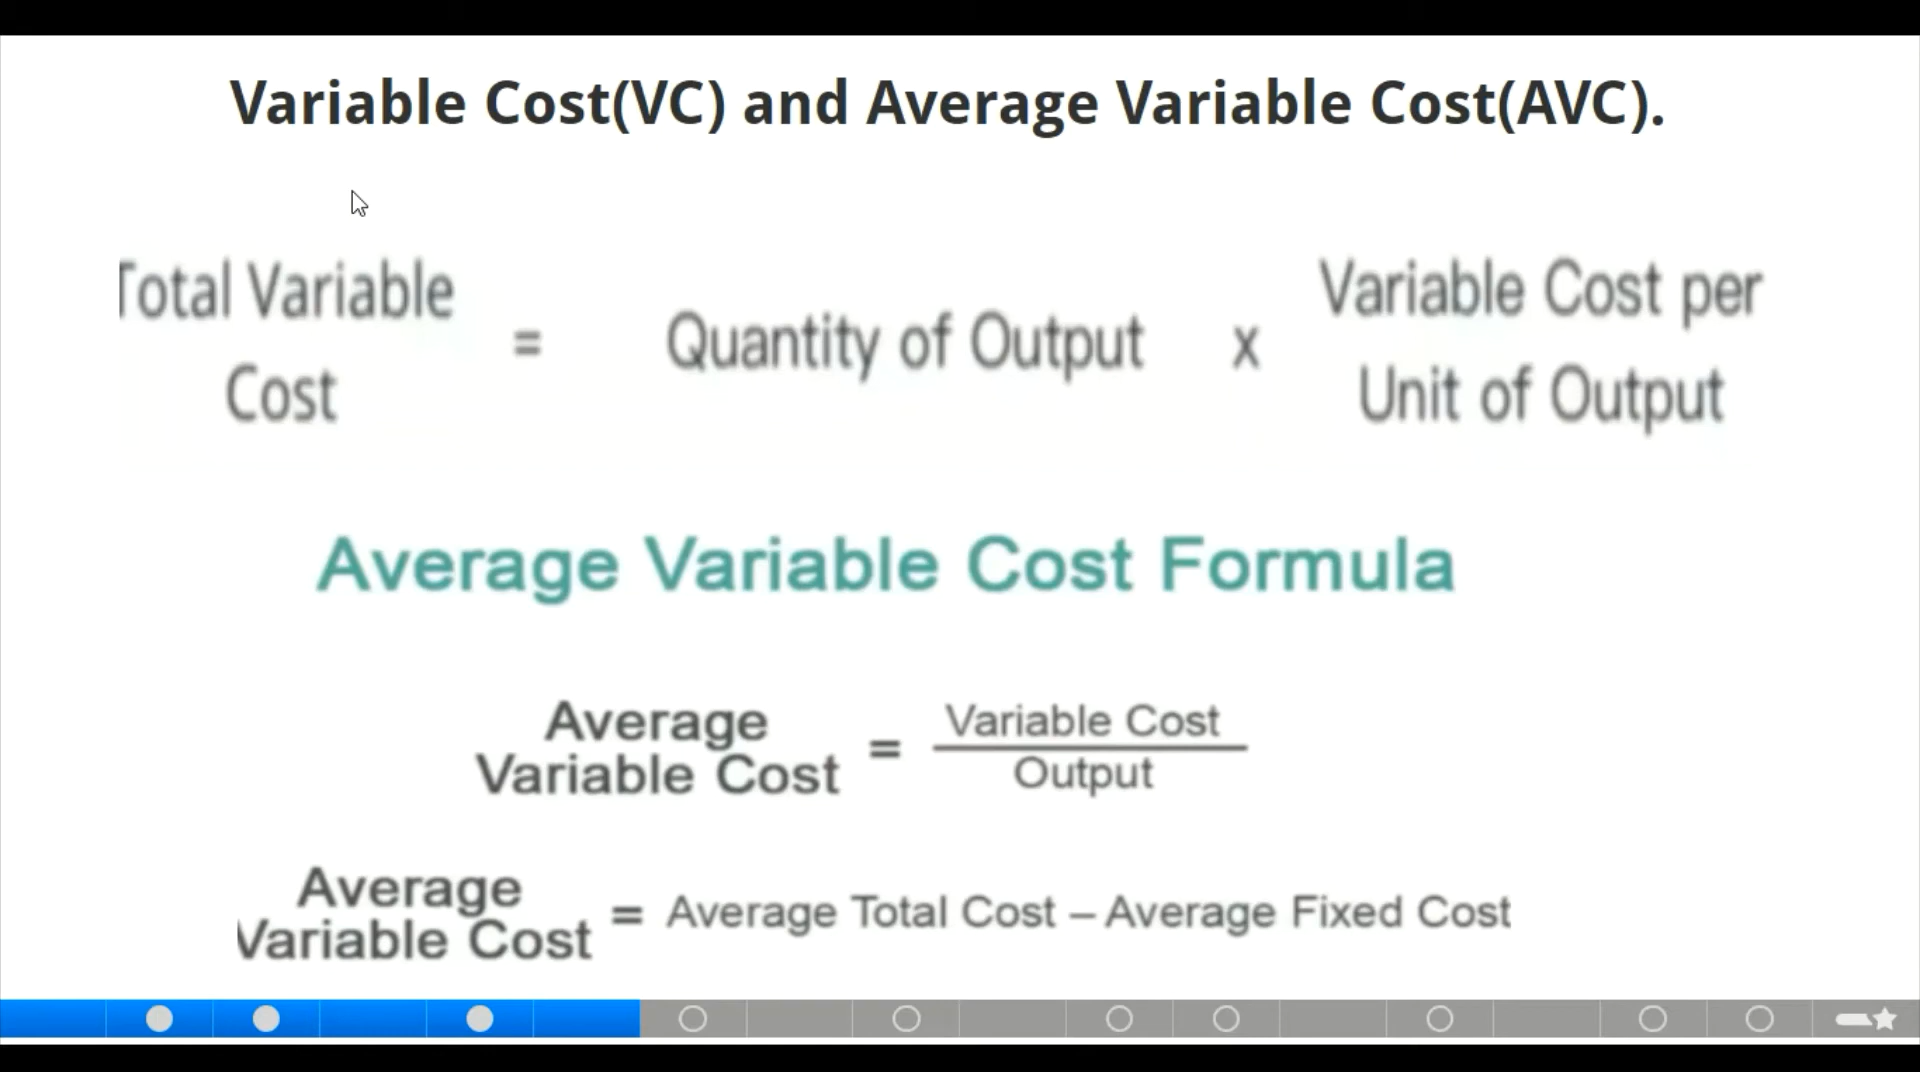 Variable Cost(VC) and Average Variable Cost(AVC).
Total Variable
Cost
=
Quantity of Output
x
Variable Cost per
Unit of Output
Average Variable Cost Formula
Average
Variable Cost
=
Variable Cost
Output
Average
Variable Cost
= Average Total Cost – Average Fixed Cost